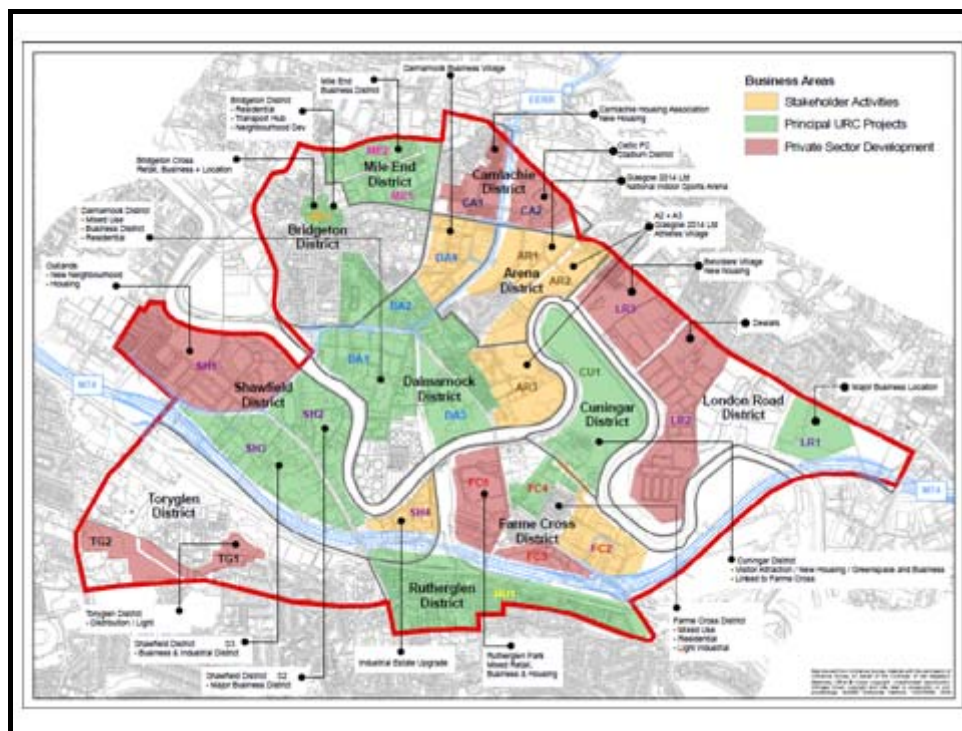 Business Areas
Stakeholder Activities
Principal URC Projects
Private Sector Development
Dalmarnock Business Village
Mile End
Business District
Bridgeton District
- Residential
- Transport Hub
- Neighbourhood Dev
EERR
Camlachie Housing Association
New Housing
Celtic FC
Stadium District
Glasgow 2014 Ltd
National Indoor Sports Arena
A2 + A3
Glasgow 2014 Ltd
Athletes Village
Belvidere Village
New housing
Dewars
Major Business Location
Bridgeton Cross
Retail, Business + Location
Dalmarnock District
- Mixed Use
- Business District
- Residential
Oatlands
- New Neighbourhood
- Housing
ME2
Mile End
District
ME1
Bridgeton
District
Camlachie
District
CA1
CA2
DA4
AR1
Arena
District
AR2
LR3
DA2
DA1
Dalmarnock
District
DA3
AR3
CU1
Cuningar
District
London Road
District
LR2
LR1
M74
M74
SH1
Shawfield
District
SH2
SH3
SH4
Toryglen
District
TG2
TG1
FC4
Farme Cross
District
FC3
FC2
Rutherglen
District
RU1
Toryglen District
- Distribution / Light
Shawfield District S3
- Business & Industrial District
Shawfield District S2
- Major Business District
Industrial Estate Upgrade
Rutherglen Park
Mixed Retail,
Business & Housing
Farme Cross District
- Mixed Use
- Residential
- Light Industrial
Cuningar District
- Visitor Attraction / New Housing / Greenspace and Business
- Linked to Farme Cross